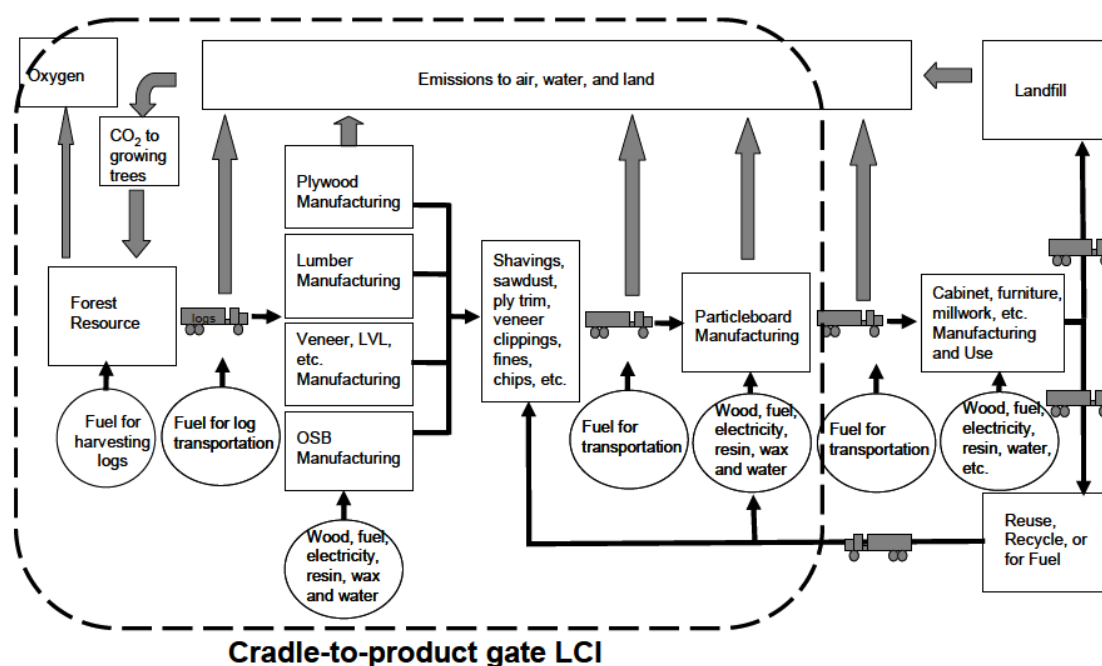 Oxygen
Emissions to air, water, and land
Landfill
CO₂ to
growing
trees
Plywood
Manufacturing
Lumber
Manufacturing
Veneer, LVL,
etc.
Manufacturing
OSB
Manufacturing
Forest
Resource
logs
Shavings,
sawdust,
ply trim,
veneer
clippings,
fines,
chips, etc.
Particleboard
Manufacturing
Cabinet, furniture,
millwork, etc.
Manufacturing
and Use
Fuel for
harvesting
logs
Fuel for log
transportation
Fuel for
transportation
Wood, fuel,
electricity,
resin, wax
and water
Fuel for
transportation
Wood, fuel,
electricity,
resin, water,
etc.
Wood, fuel,
electricity,
resin, wax
and water
Reuse,
Recycle, or
for Fuel
Cradle-to-product gate LCI